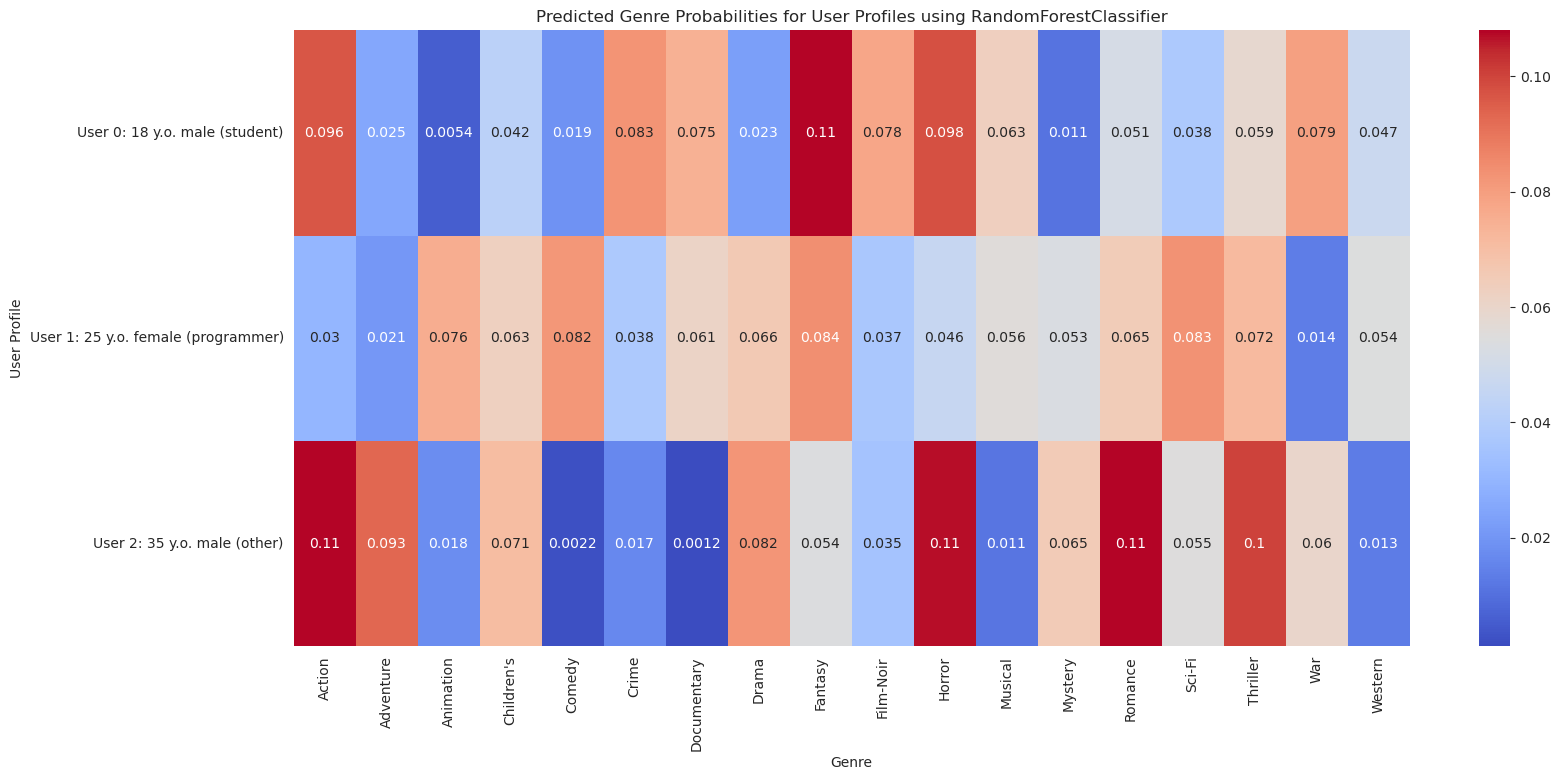 Predicted Genre Probabilities for User Profiles using RandomForestClassifier
User Profile
User 0: 18 y.o. male (student)
0.096 0.025 0.0054 0.042 0.019 0.083 0.075 0.023 0.11 0.078 0.098 0.063 0.011 0.051 0.038 0.059 0.079 0.047
User 1: 25 y.o. female (programmer)
0.03 0.021 0.076 0.063 0.082 0.038 0.061 0.066 0.084 0.037 0.046 0.056 0.053 0.065 0.083 0.072 0.014 0.054
User 2: 35 y.o. male (other)
0.11 0.093 0.018 0.071 0.0022 0.017 0.0012 0.082 0.054 0.035 0.11 0.011 0.065 0.11 0.055 0.1 0.06 0.013
Action
Adventure
Animation
Children's
Comedy
Crime
Documentary
Drama
Fantasy
Film-Noir
Horror
Musical
Mystery
Romance
Sci-Fi
Thriller
War
Western
Genre
0.10
0.08
0.06
0.04
0.02